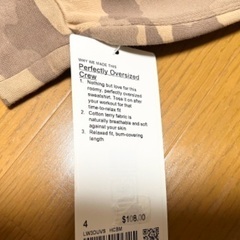 WHY WE MADE THIS
Perfectly Oversized
Crew
1. Nothing but love for this
roomy, perfectly oversized
sweatshirt. Toss it on after
your workout for that
time-to-relax fit
2. Cotton terry fabric is
naturally breathable and soft
against your skin
3. Relaxed fit, bum-covering
length
4
$108.00
LW3DUVS HCBM